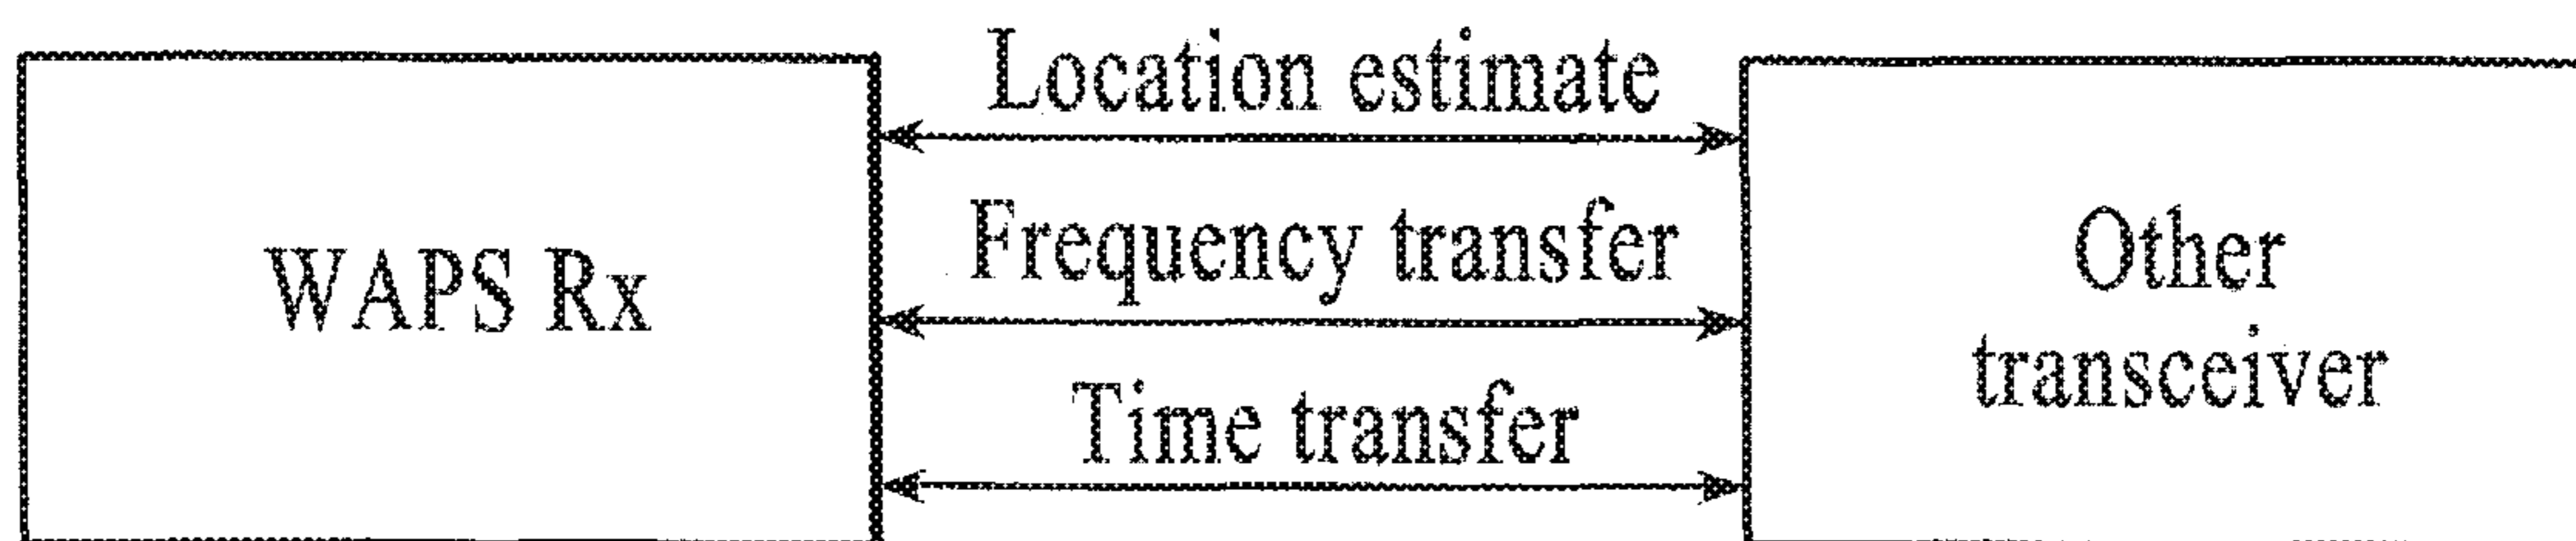 WAPS Rx
Location estimate
Frequency transfer
Time transfer
Other
transceiver